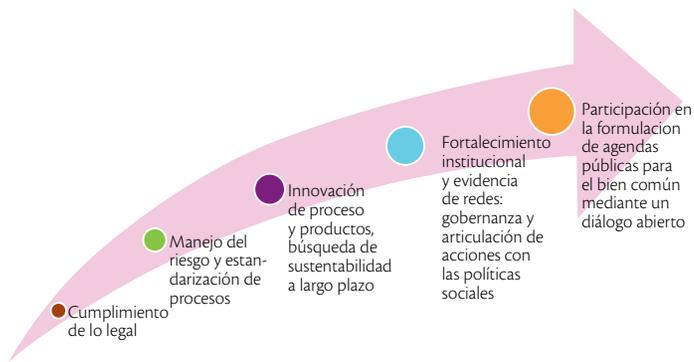 Cumplimiento
de lo legal
Manejo del
riesgo y estan-
darización de
procesos
Innovación
de proceso
y productos,
búsqueda de
sustentabilidad
a largo plazo
Fortalecimiento
institucional
y evidencia
de redes:
gobernanza y
articulación de
acciones con
las políticas
sociales
Participación en
la formulacion
de agendas
públicas para
el bien común
mediante un
diálogo abierto